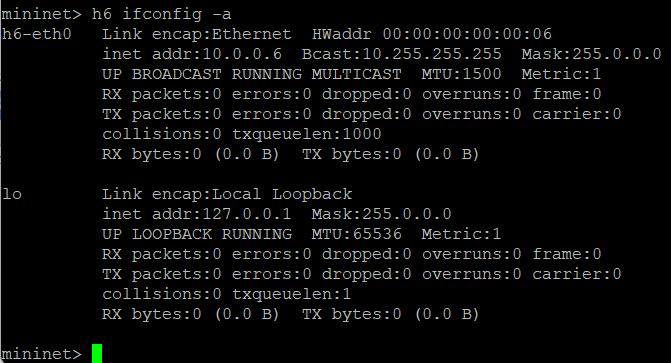 mininet> h6 ifconfig -a
h6-eth0   Link encap:Ethernet  HWaddr 00:00:00:00:00:06
          inet addr:10.0.0.6  Bcast:10.255.255.255  Mask:255.0.0.0
          UP BROADCAST RUNNING MULTICAST  MTU:1500  Metric:1
          RX packets:0 errors:0 dropped:0 overruns:0 frame:0
          TX packets:0 errors:0 dropped:0 overruns:0 carrier:0
          collisions:0 txqueuelen:1000
          RX bytes:0 (0.0 B)  TX bytes:0 (0.0 B)

lo        Link encap:Local Loopback
          inet addr:127.0.0.1  Mask:255.0.0.0
          UP LOOPBACK RUNNING  MTU:65536  Metric:1
          RX packets:0 errors:0 dropped:0 overruns:0 frame:0
          TX packets:0 errors:0 dropped:0 overruns:0 carrier:0
          collisions:0 txqueuelen:1
          RX bytes:0 (0.0 B)  TX bytes:0 (0.0 B)

mininet>